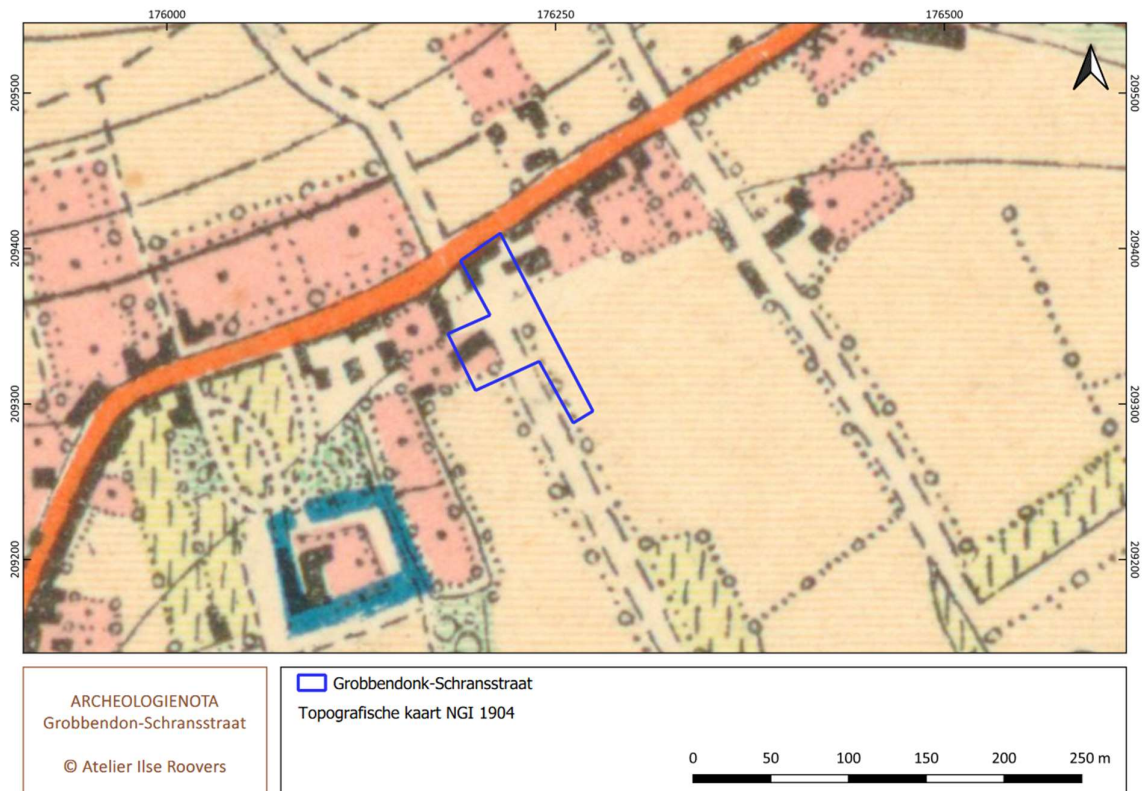 176000 176250 176500
209500 209500
209400 209400
209300 209300
209200 209200
ARCHEOLOGIENOTA
Grobbendon-Schransstraat
© Atelier Ilse Roovers
Grobbendonk-Schransstraat
Topografische kaart NGI 1904
0 50 100 150 200 250 m